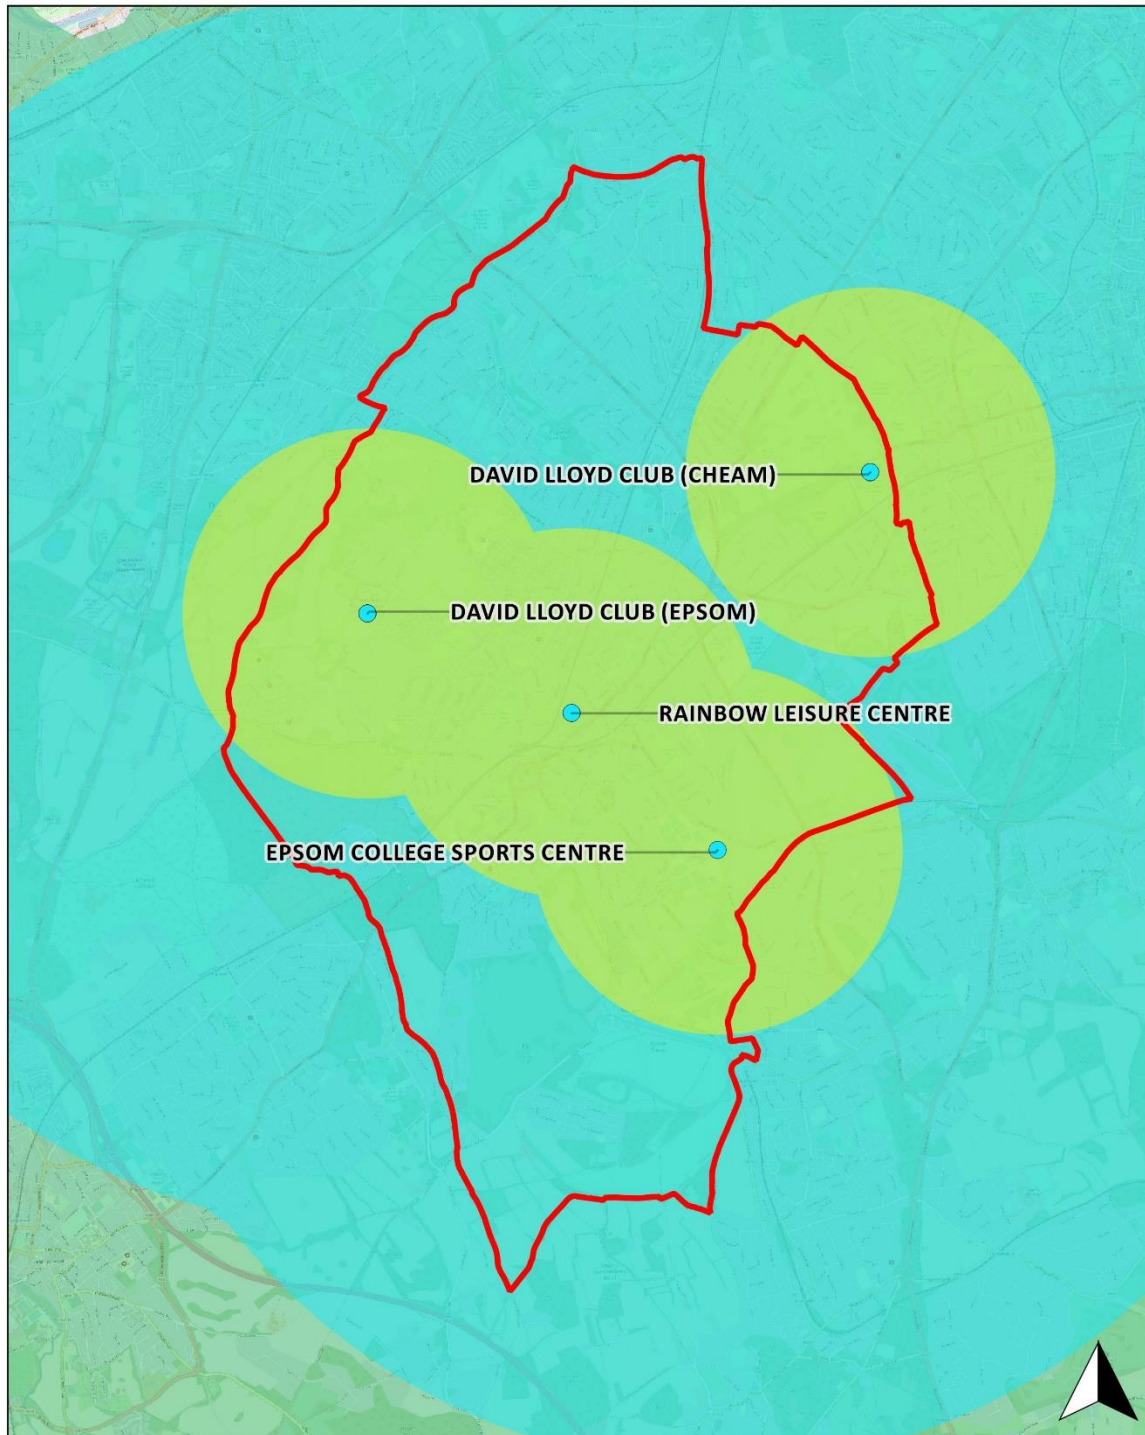 DAVID LLOYD CLUB (CHEAM)
DAVID LLOYD CLUB (EPSOM)
RAINBOW LEISURE CENTRE
EPSOM COLLEGE SPORTS CENTRE